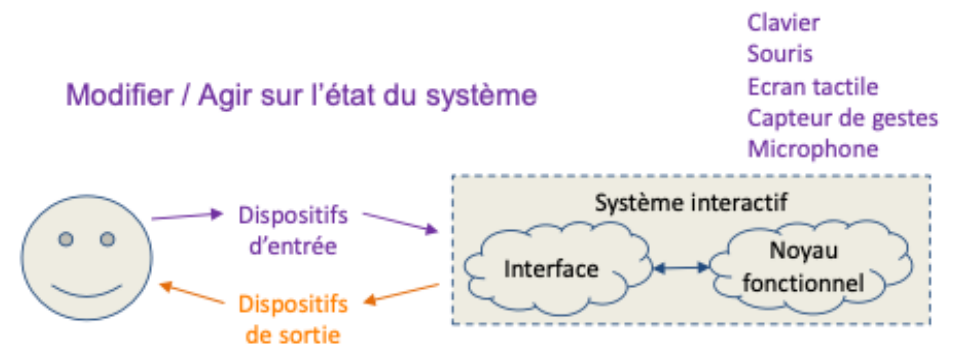 Clavier
Souris
Ecran tactile
Capteur de gestes
Microphone
Modifier / Agir sur l'état du système
Système interactif
Dispositifs
d'entrée
Interface
Noyau
fonctionnel
Dispositifs
de sortie